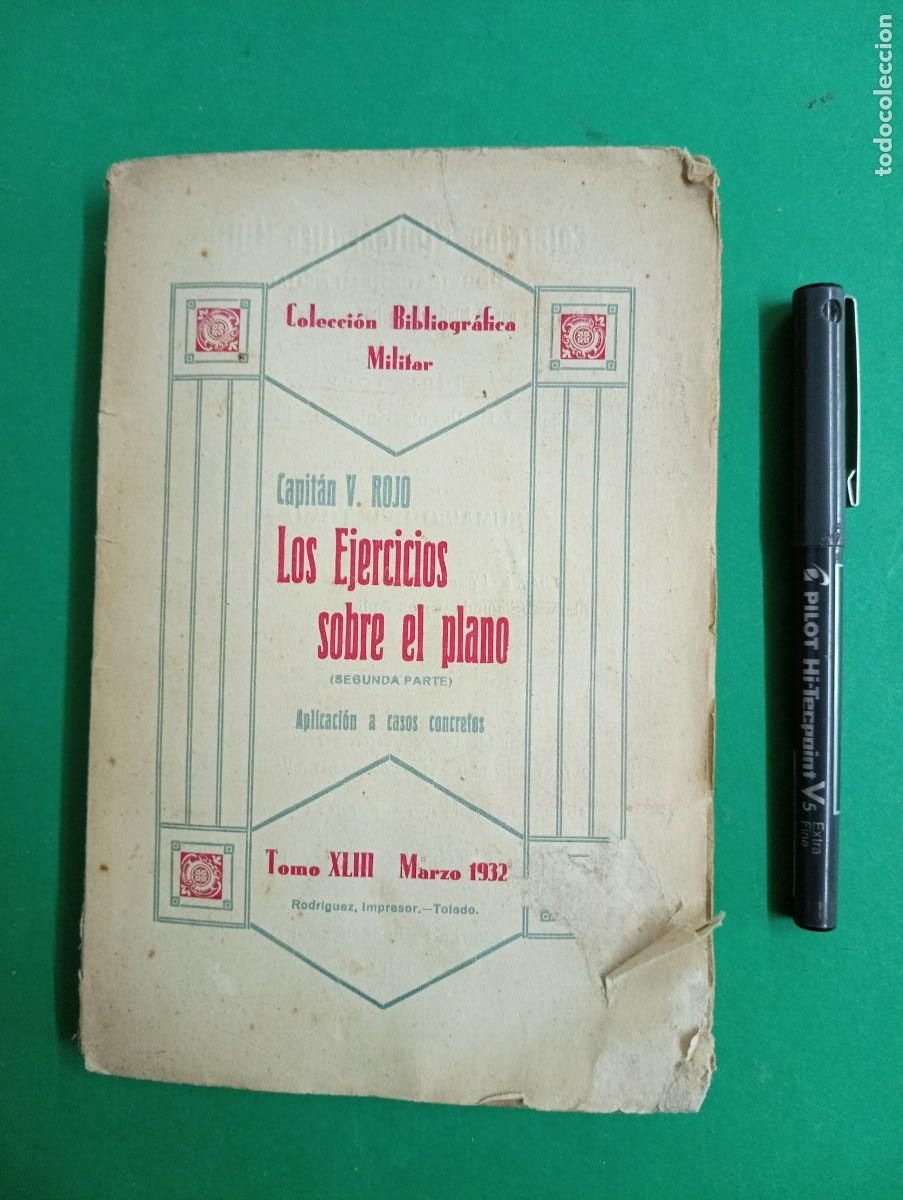 Colección Bibliográfica
Militar
Capitán V. ROJO
Los Ejercicios
sobre el plano
(SEGUNDA PARTE)
Aplicación a casos concretos
Tomo XLIII Marzo 1932
Rodríguez, Impresor.—Toledo.
PILOT Hi-Tecpoint V5
Extra
Fine
todocoleccion